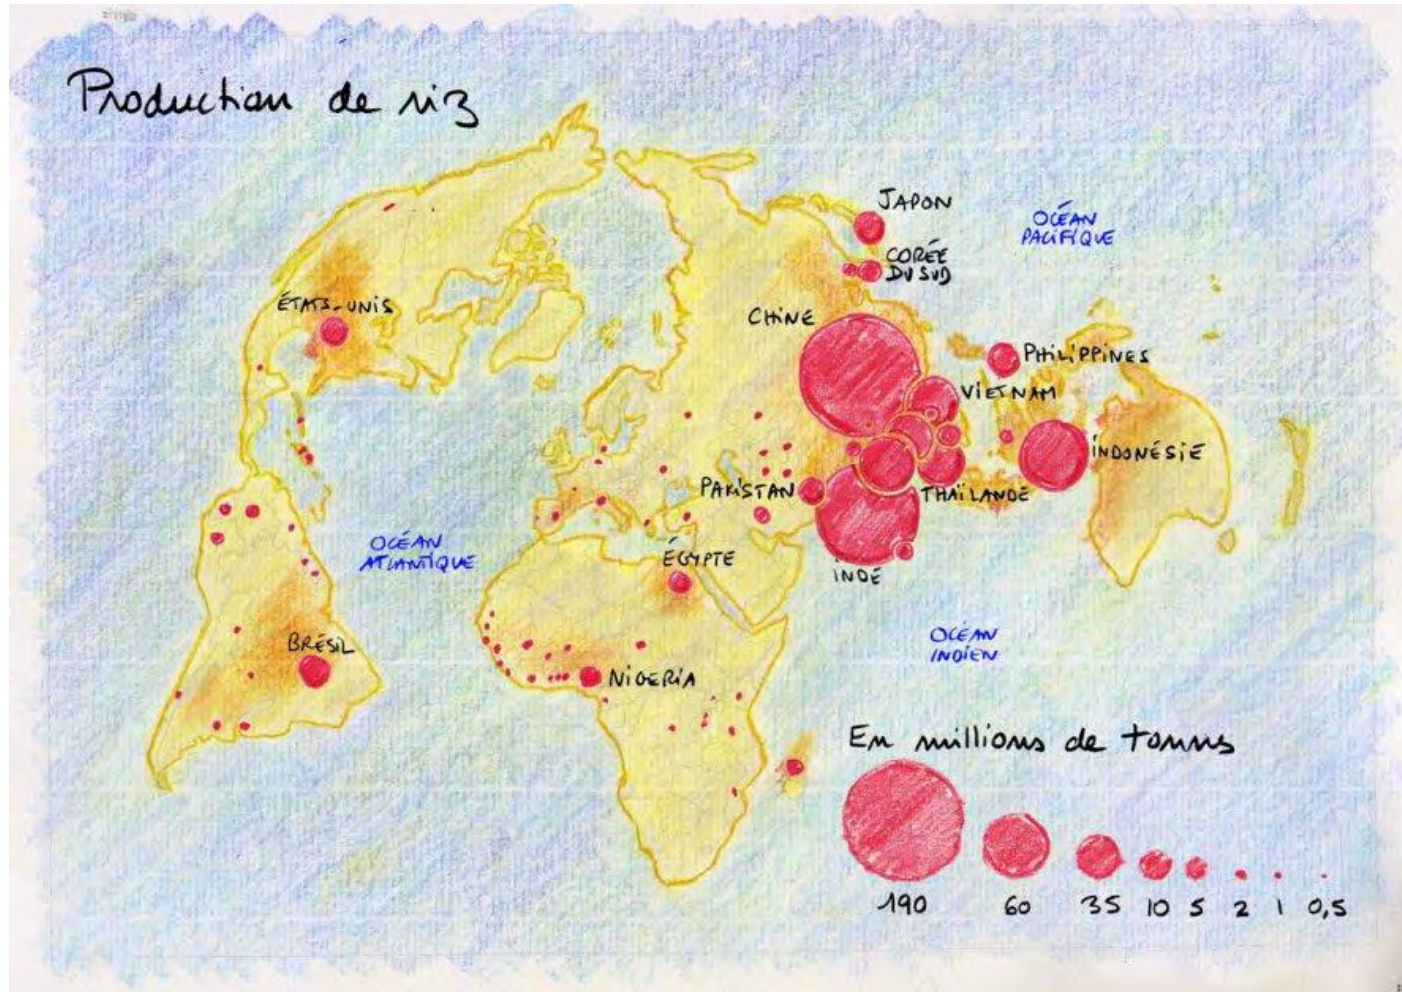 Production de riz
JAPON
OCÉAN
PACIFIQUE
CORÉE
DU SUD
ÉTATS-UNIS
CHINE
PHILIPPINES
VIETNAM
INDONÉSIE
PAKISTAN
THAÏLANDE
OCÉAN
ATLANTIQUE
ÉGYPTE
INDE
OCÉAN
INDIEN
BRÉSIL
NIGERIA
En millions de tonnes
190 60 35 10 5 2 1 0,5